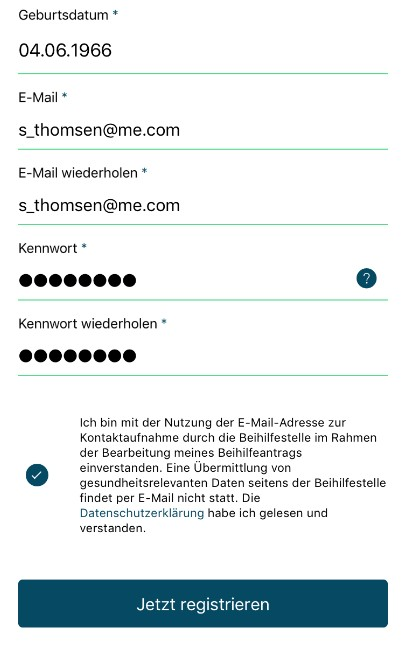 Geburtsdatum *
04.06.1966
E-Mail *
s_thomsen@me.com
E-Mail wiederholen *
s_thomsen@me.com
Kennwort *
●●●●●●●●
?
Kennwort wiederholen *
●●●●●●●●
Ich bin mit der Nutzung der E-Mail-Adresse zur
Kontaktaufnahme durch die Beihilfestelle im Rahmen
der Bearbeitung meines Beihilfeantrags
einverstanden. Eine Übermittlung von
gesundheitsrelevanten Daten seitens der Beihilfestelle
findet per E-Mail nicht statt. Die
Datenschutzerklärung habe ich gelesen und
verstanden.
Jetzt registrieren